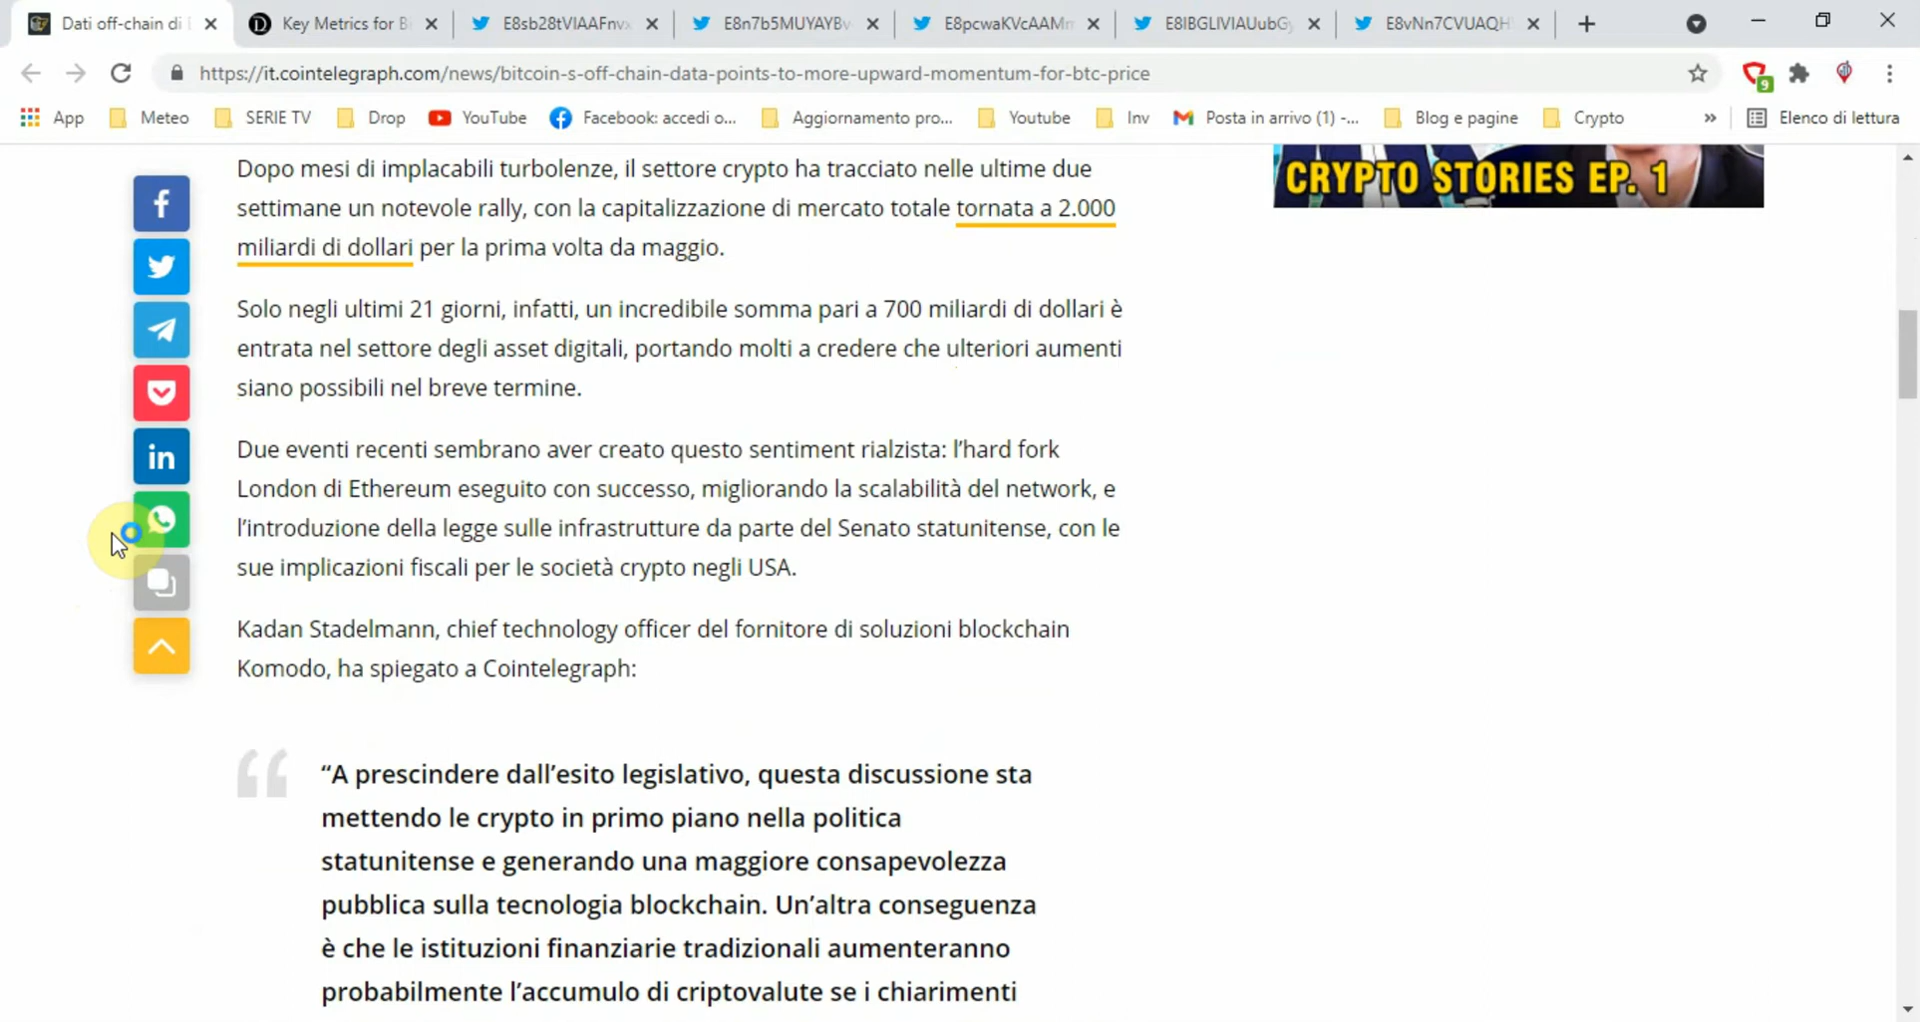 Dati off-chain di
Key Metrics for B
E8sb28tVIAAFnv
E8n7b5MUYAYBv
E8pcwaKVcAAM
E8IBGLIVIAUubG
E8vNn7CVUAQH
https://it.cointelegraph.com/news/bitcoin-s-off-chain-data-points-to-more-upward-momentum-for-btc-price
9
App
Meteo
SERIE TV
Drop
YouTube
Facebook: accedi o...
Aggiornamento pro...
Youtube
Inv
Posta in arrivo (1) -...
Blog e pagine
Crypto
»
Elenco di lettura
Dopo mesi di implacabili turbolenze, il settore crypto ha tracciato nelle ultime due
settimane un notevole rally, con la capitalizzazione di mercato totale tornata a 2.000
miliardi di dollari per la prima volta da maggio.
CRYPTO STORIES EP. 1
Solo negli ultimi 21 giorni, infatti, un incredibile somma pari a 700 miliardi di dollari è
entrata nel settore degli asset digitali, portando molti a credere che ulteriori aumenti
siano possibili nel breve termine.
Due eventi recenti sembrano aver creato questo sentiment rialzista: l’hard fork
London di Ethereum eseguito con successo, migliorando la scalabilità del network, e
l’introduzione della legge sulle infrastrutture da parte del Senato statunitense, con le
sue implicazioni fiscali per le società crypto negli USA.
Kadan Stadelmann, chief technology officer del fornitore di soluzioni blockchain
Komodo, ha spiegato a Cointelegraph:
“A prescindere dall’esito legislativo, questa discussione sta
mettendo le crypto in primo piano nella politica
statunitense e generando una maggiore consapevolezza
pubblica sulla tecnologia blockchain. Un’altra conseguenza
è che le istituzioni finanziarie tradizionali aumenteranno
probabilmente l’accumulo di criptovalute se i chiarimenti